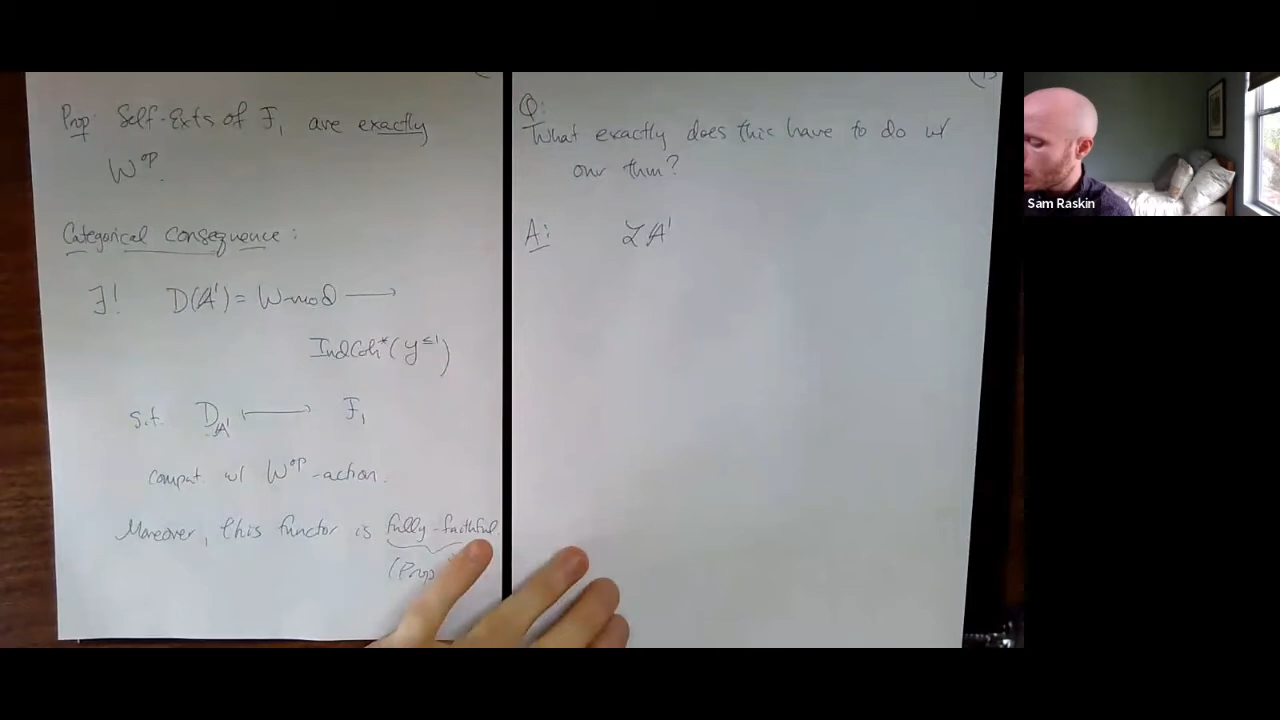 Prop: Self-Exts of F₁ are exactly
W^op.
Categorical consequence:
∃! D(A¹) = W-mod ⟶
IndCoh*(Y^≤1)
s.t. D_A¹ ⟼ F₁
compat. w/ W^op-action.
Moreover, this functor is fully-faithful.
(Prop
Q:
What exactly does this have to do w/
our thm?
A: LA¹
Sam Raskin